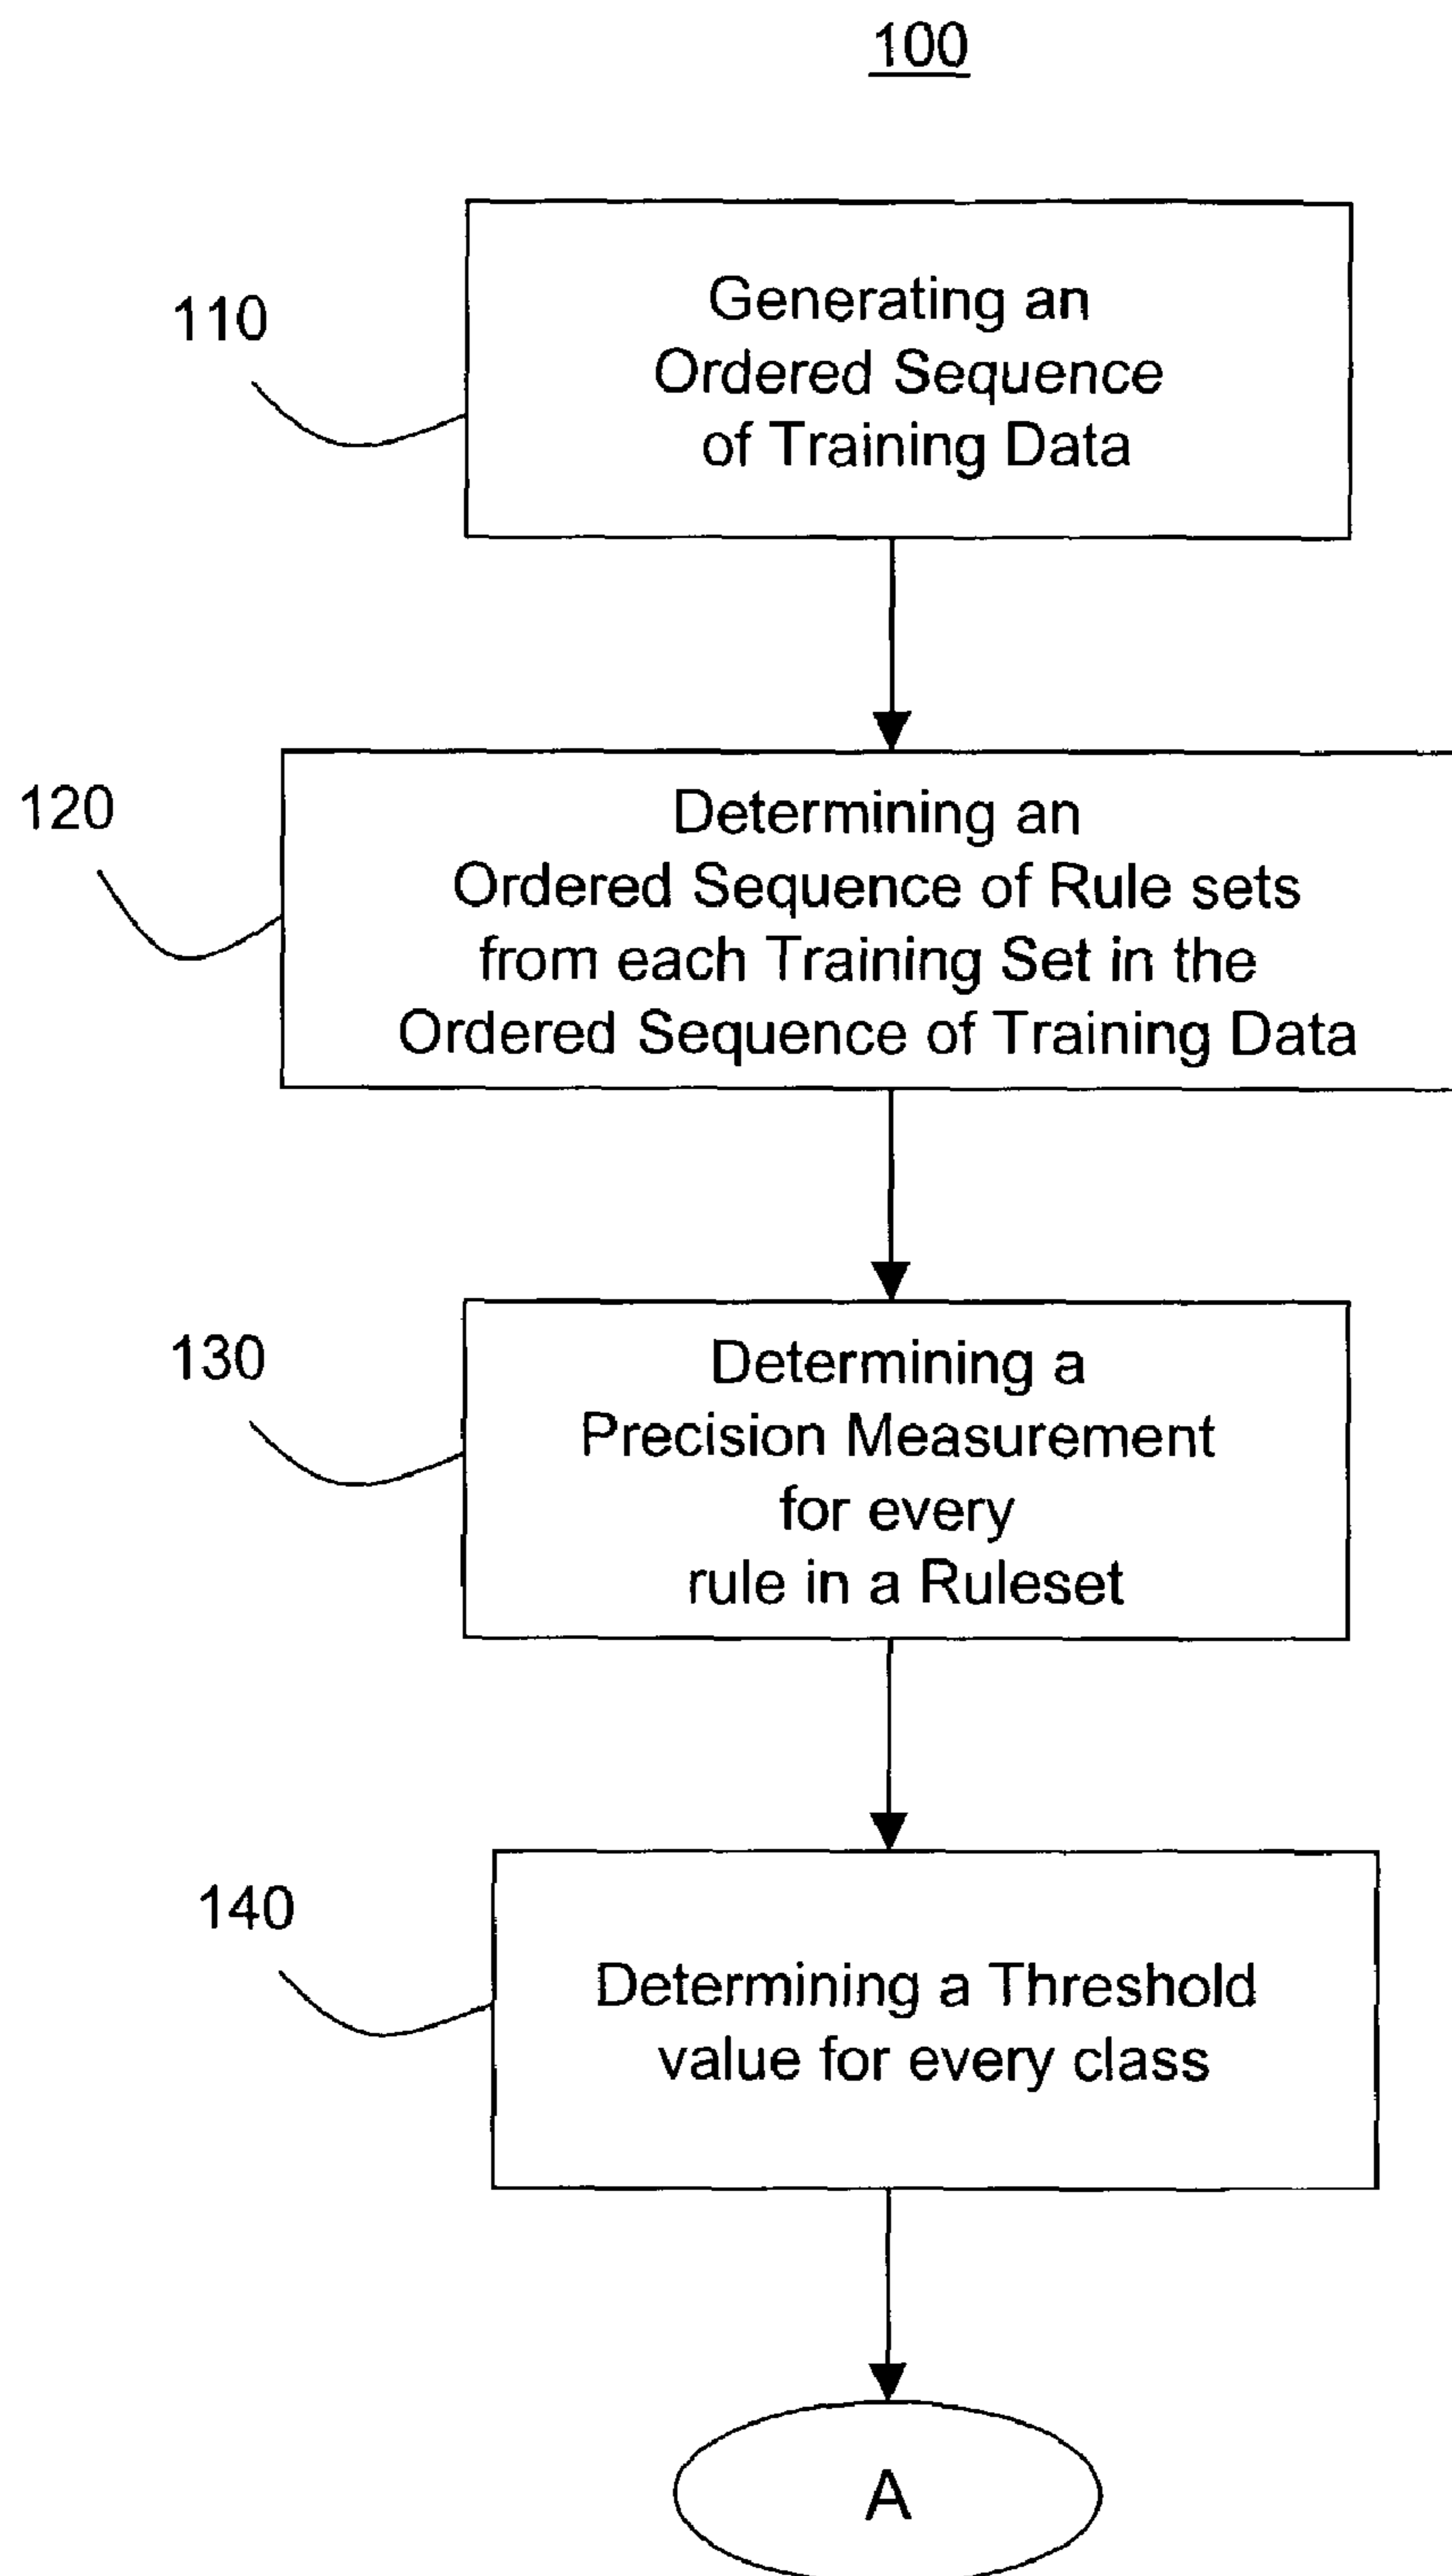 100
110
Generating an
Ordered Sequence
of Training Data
120
Determining an
Ordered Sequence of Rule sets
from each Training Set in the
Ordered Sequence of Training Data
130
Determining a
Precision Measurement
for every
rule in a Ruleset
140
Determining a Threshold
value for every class
A